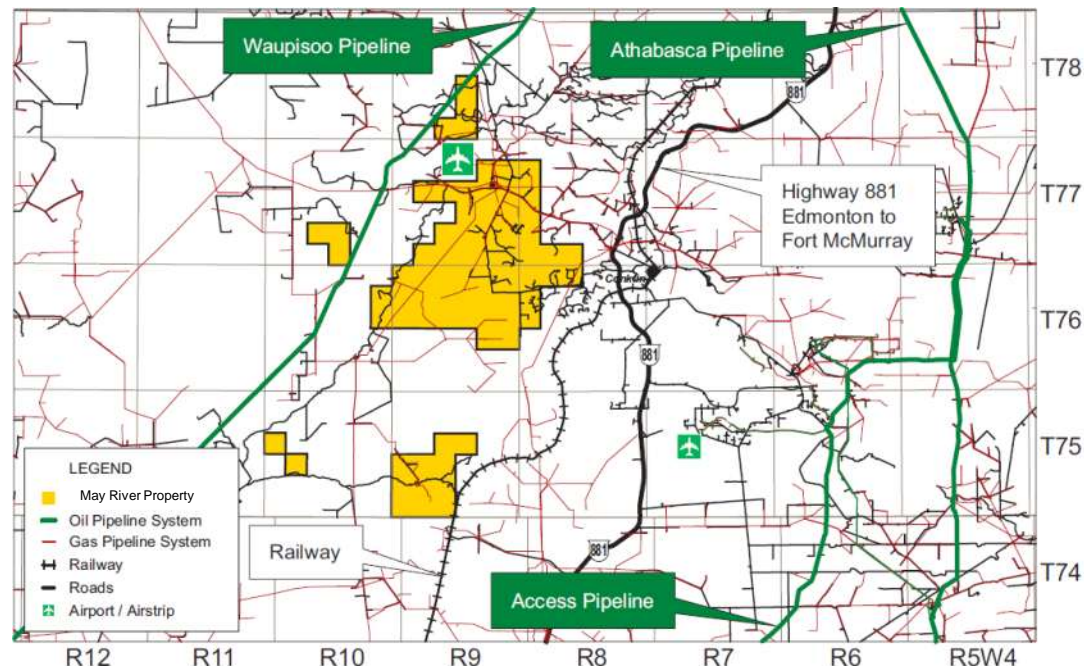 Waupisoo Pipeline
Athabasca Pipeline
T78
881
Highway 881
Edmonton to
Fort McMurray
T77
T76
881
T75
LEGEND
May River Property
Oil Pipeline System
Gas Pipeline System
Railway
Roads
Airport / Airstrip
Railway
881
T74
Access Pipeline
R12
R11
R10
R9
R8
R7
R6
R5W4